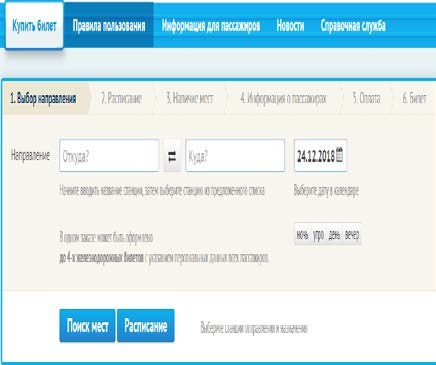 Купить билет Правила пользования Информация для пассажиров Новости Справочная служба
1. Выбор направления 2. Расписание 3. Наличие мест 4. Информация о пассажирах 5. Оплата 6. Билет
Направление Откуда? Куда? 24.12.2018
Начните вводить название станции, затем выберите станцию из предложенного списка Выберите дату в календаре
ночь утро день вечер
В одном заказе может быть оформлено
до 4-х железнодорожных билетов с указанием персональных данных всех пассажиров.
Поиск мест Расписание Выберите станции отправления и назначения